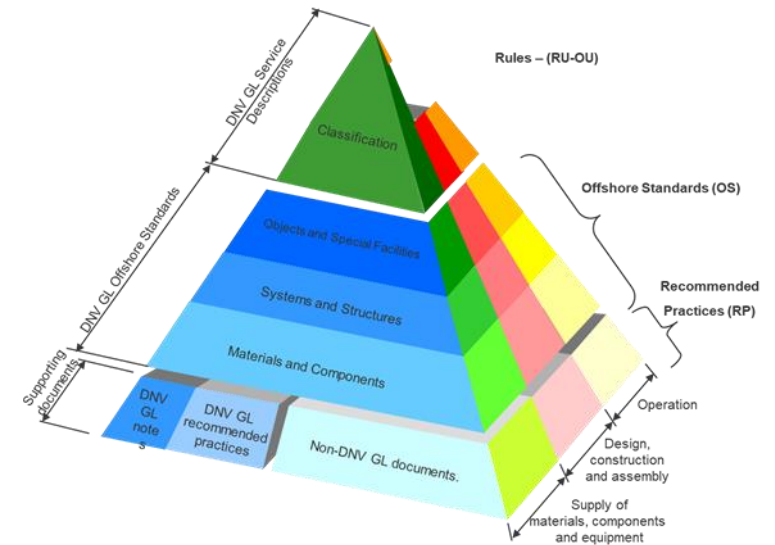 DNV GL Service
Descriptions
Rules – (RU-OU)
Classification
Offshore Standards (OS)
DNV GL Offshore Standards
Objects and Special Facilities
Systems and Structures
Recommended
Practices (RP)
Materials and Components
Supporting
documents.
DNV
GL
note
s
DNV GL
recommended
practices
Non-DNV GL documents.
Operation
Design,
construction
and assembly
Supply of
materials, components
and equipment